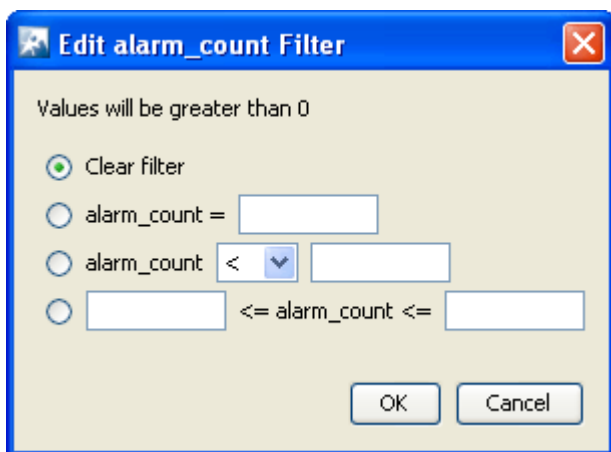 Edit alarm_count Filter
Values will be greater than 0
Clear filter
alarm_count =
alarm_count <
<= alarm_count <=
OK Cancel